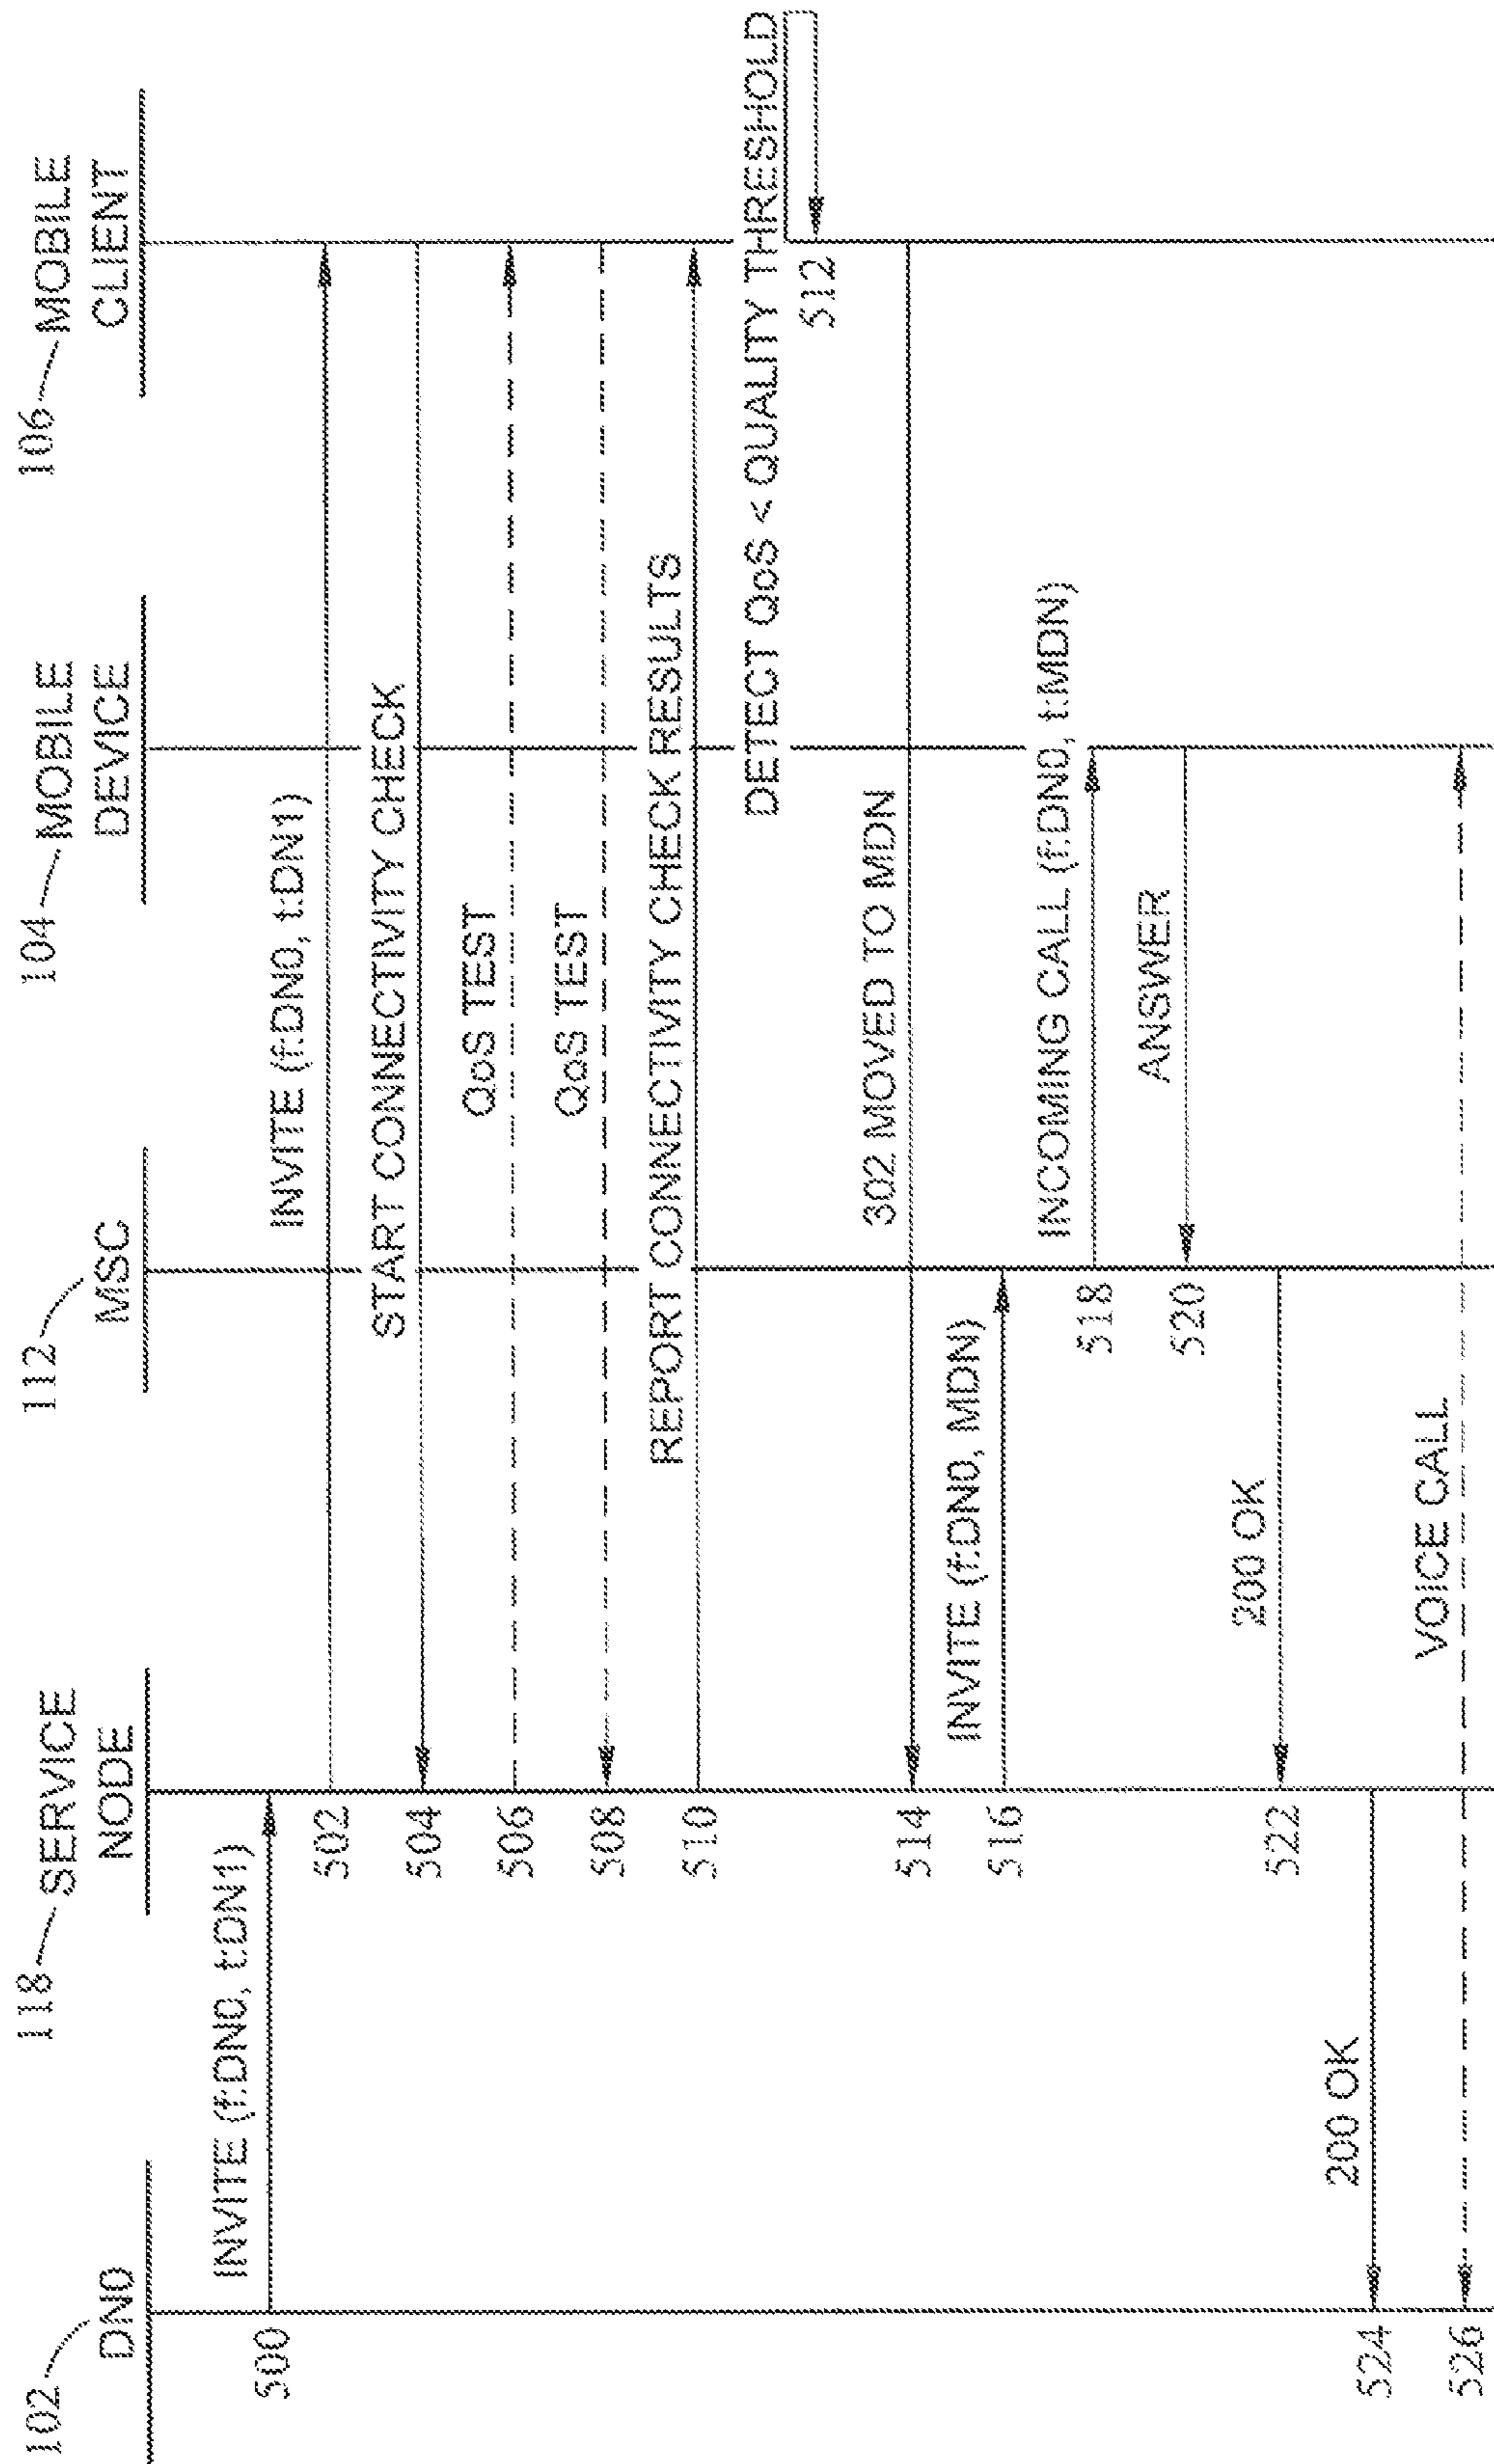 102
DN0
118
SERVICE
NODE
112
MSC
104
MOBILE
DEVICE
106
MOBILE
CLIENT
500
INVITE (f:DN0, t:DN1)
502
INVITE (f:DN0, t:DN1)
504
START CONNECTIVITY CHECK
506
QoS TEST
508
QoS TEST
510
REPORT CONNECTIVITY CHECK RESULTS
DETECT QoS < QUALITY THRESHOLD
512
514
302 MOVED TO MDN
516
INVITE (f:DN0, MDN)
518
INCOMING CALL (f:DN0, t:MDN)
520
ANSWER
522
200 OK
524
200 OK
526
VOICE CALL